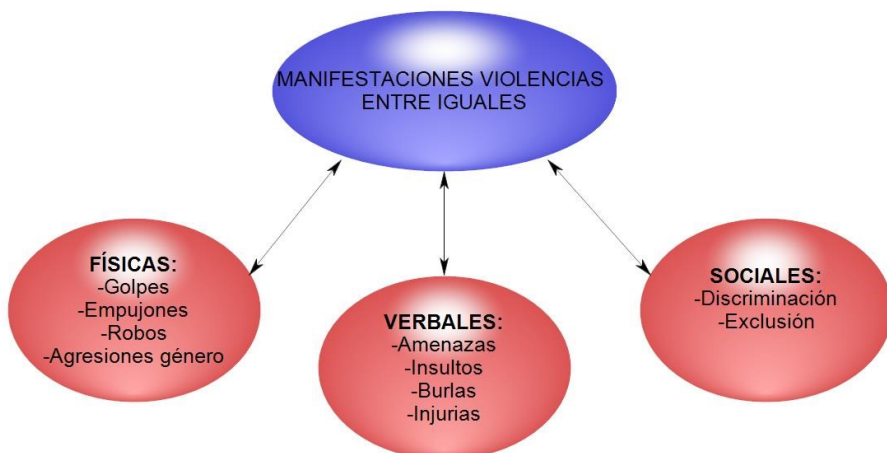 MANIFESTACIONES VIOLENCIAS
ENTRE IGUALES
FÍSICAS:
-Golpes
-Empujones
-Robos
-Agresiones género
VERBALES:
-Amenazas
-Insultos
-Burlas
-Injurias
SOCIALES:
-Discriminación
-Exclusión